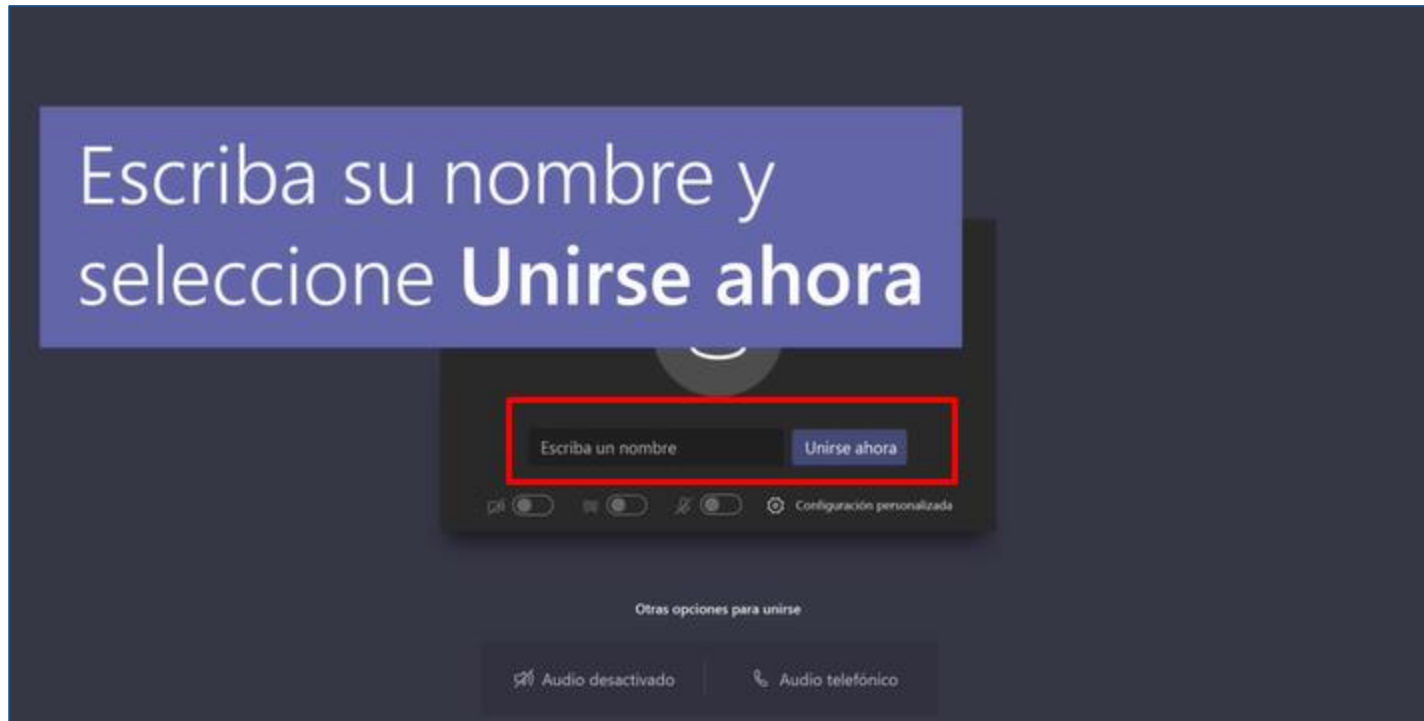 Escriba su nombre y
seleccione Unirse ahora
Escriba un nombre
Unirse ahora
Configuración personalizada
Otras opciones para unirse
Audio desactivado
Audio telefónico